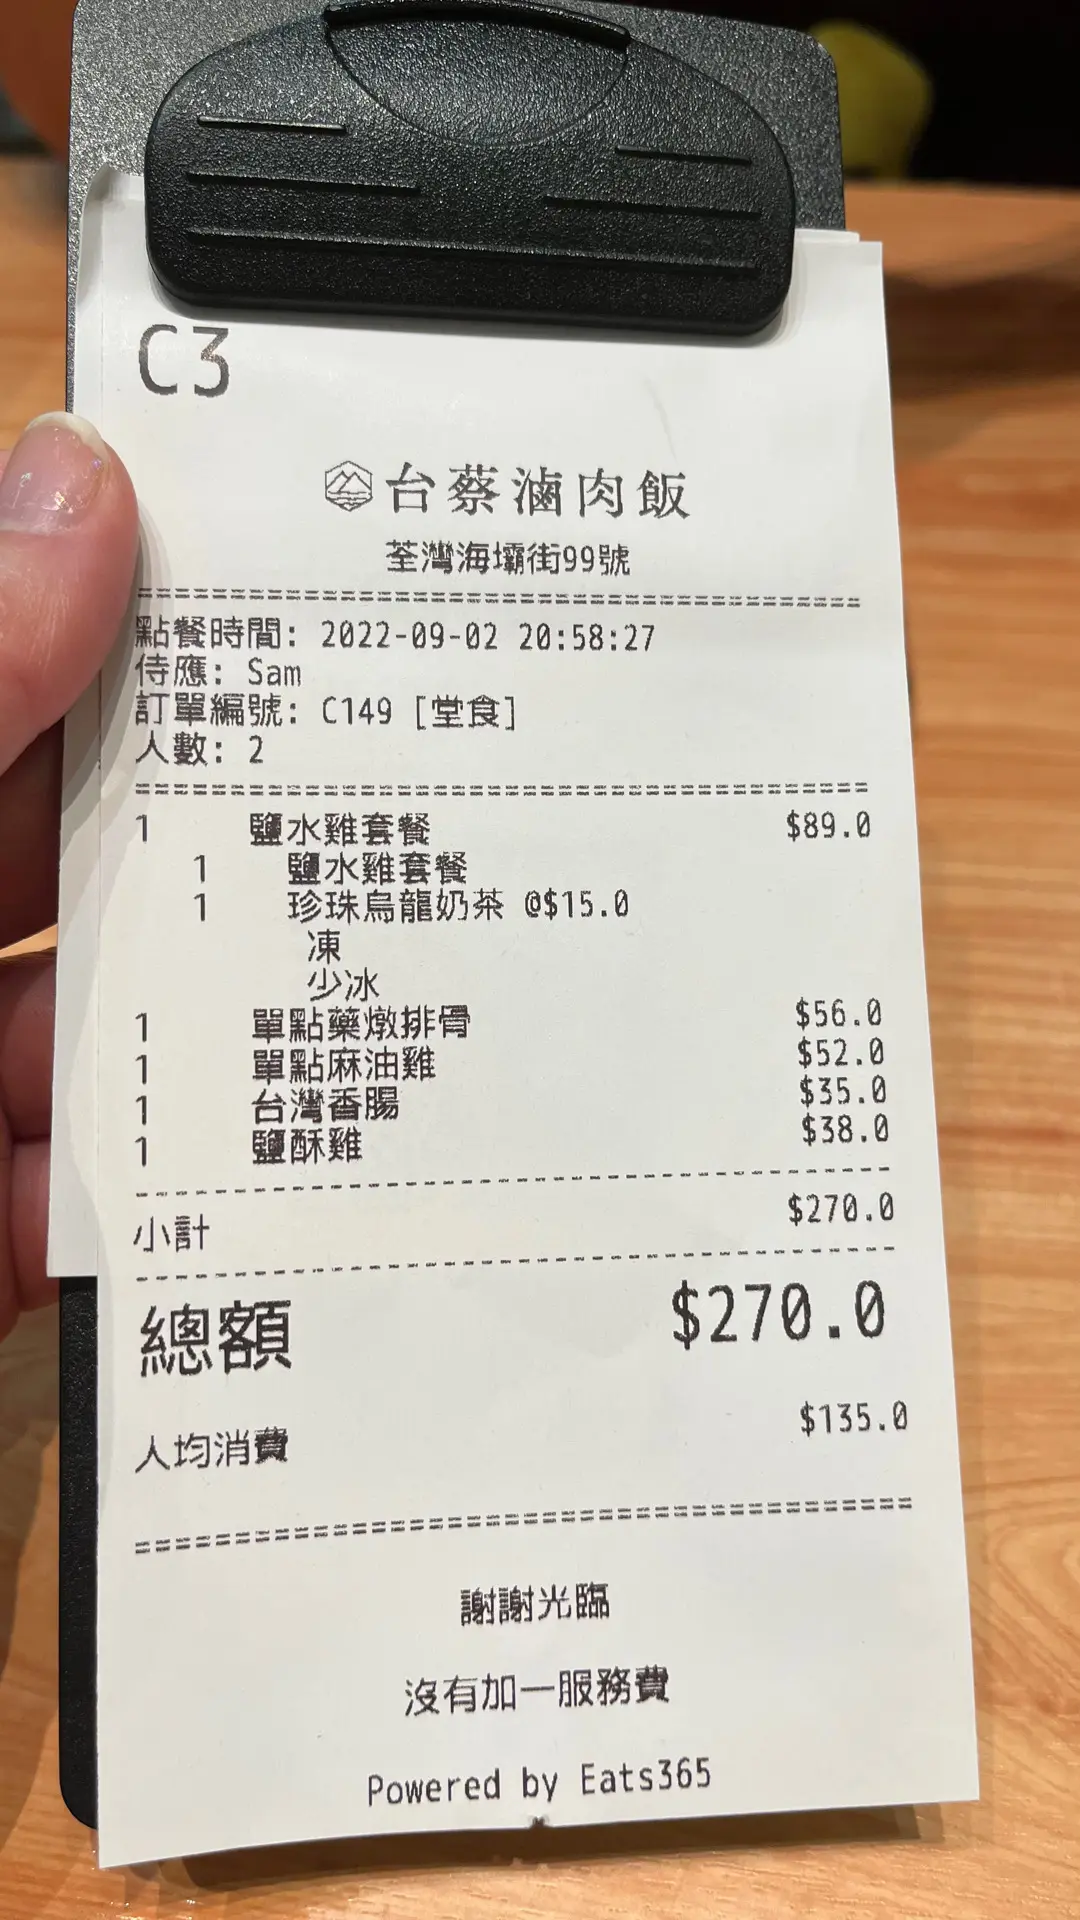 C3
台蔡滷肉飯
荃灣海壩街99號
點餐時間: 2022-09-02 20:58:27
侍應: Sam
訂單編號: C149 [堂食]
人數: 2
1 鹽水雞套餐 $89.0
1 鹽水雞套餐
1 珍珠烏龍奶茶 @$15.0
凍
少冰
1 單點藥燉排骨 $56.0
1 單點麻油雞 $52.0
1 台灣香腸 $35.0
1 鹽酥雞 $38.0
小計 $270.0
總額 $270.0
人均消費 $135.0
謝謝光臨
沒有加一服務費
Powered by Eats365